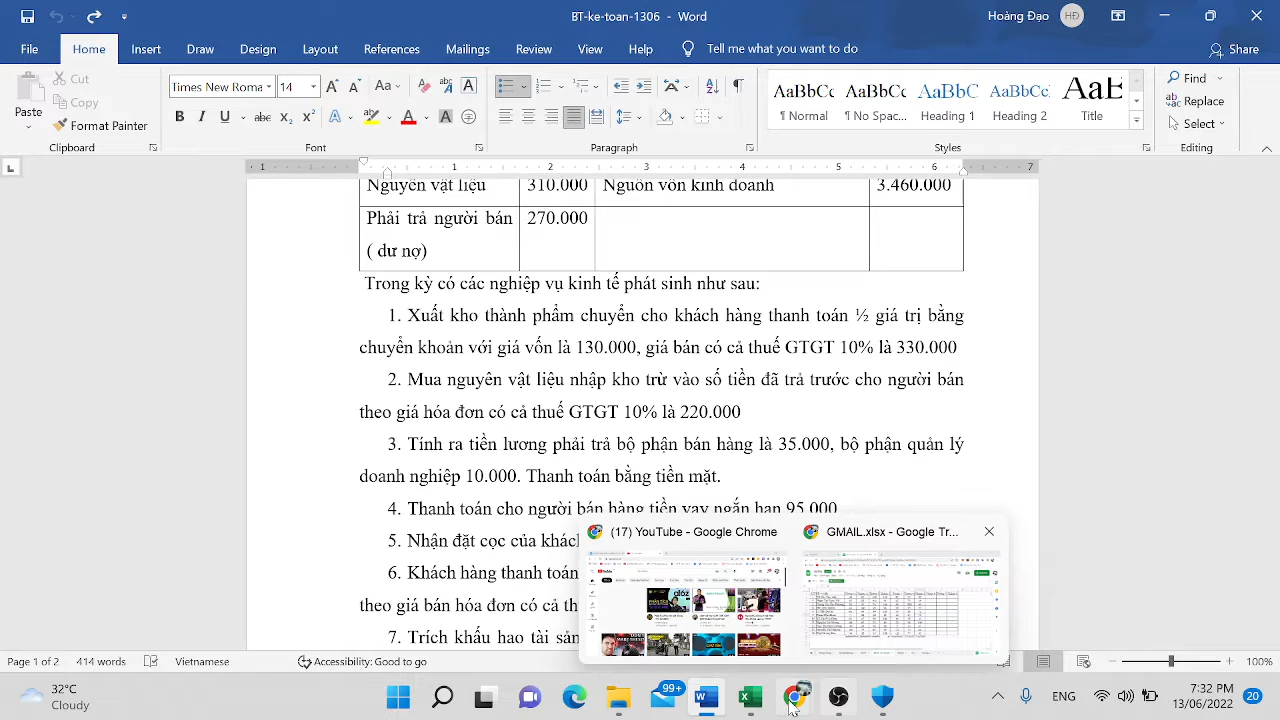 BT-ke-toan-1306 - Word
Hoàng Đao
HĐ
File Home Insert Draw Design Layout References Mailings Review View Help Tell me what you want to do Share
Paste Cut Copy Format Painter
Times New Roma 14
Aa
AaBbCc AaBbCc AaBbC AaBbCc AaB
¶ Normal ¶ No Spac... Heading 1 Heading 2 Title
Find
Replace
Select
Clipboard Font Paragraph Styles Editing
1 1 2 3 4 5 6 7
Nguyên vật liệu 310.000 Nguồn vốn kinh doanh 3.460.000
Phải trả người bán 270.000
( dư nợ)
Trong kỳ có các nghiệp vụ kinh tế phát sinh như sau:
1. Xuất kho thành phẩm chuyển cho khách hàng thanh toán ½ giá trị bằng
chuyển khoản với giá vốn là 130.000, giá bán có cả thuế GTGT 10% là 330.000
2. Mua nguyên vật liệu nhập kho trừ vào số tiền đã trả trước cho người bán
theo giá hóa đơn có cả thuế GTGT 10% là 220.000
3. Tính ra tiền lương phải trả bộ phận bán hàng là 35.000, bộ phận quản lý
doanh nghiệp 10.000. Thanh toán bằng tiền mặt.
4. Thanh toán cho người bán hàng tiền vay ngắn hạn 95.000
5. Nhận đặt cọc của khách
6. Khách hàng thanh toán
theo giá bán hóa đơn có cả th
7. Trích khấu hao tài sản
(17) YouTube - Google Chrome
GMAIL.xlsx - Google Tr...
32°C
Cloudy
99+
ENG
7:32 PM
13/06/2022
20